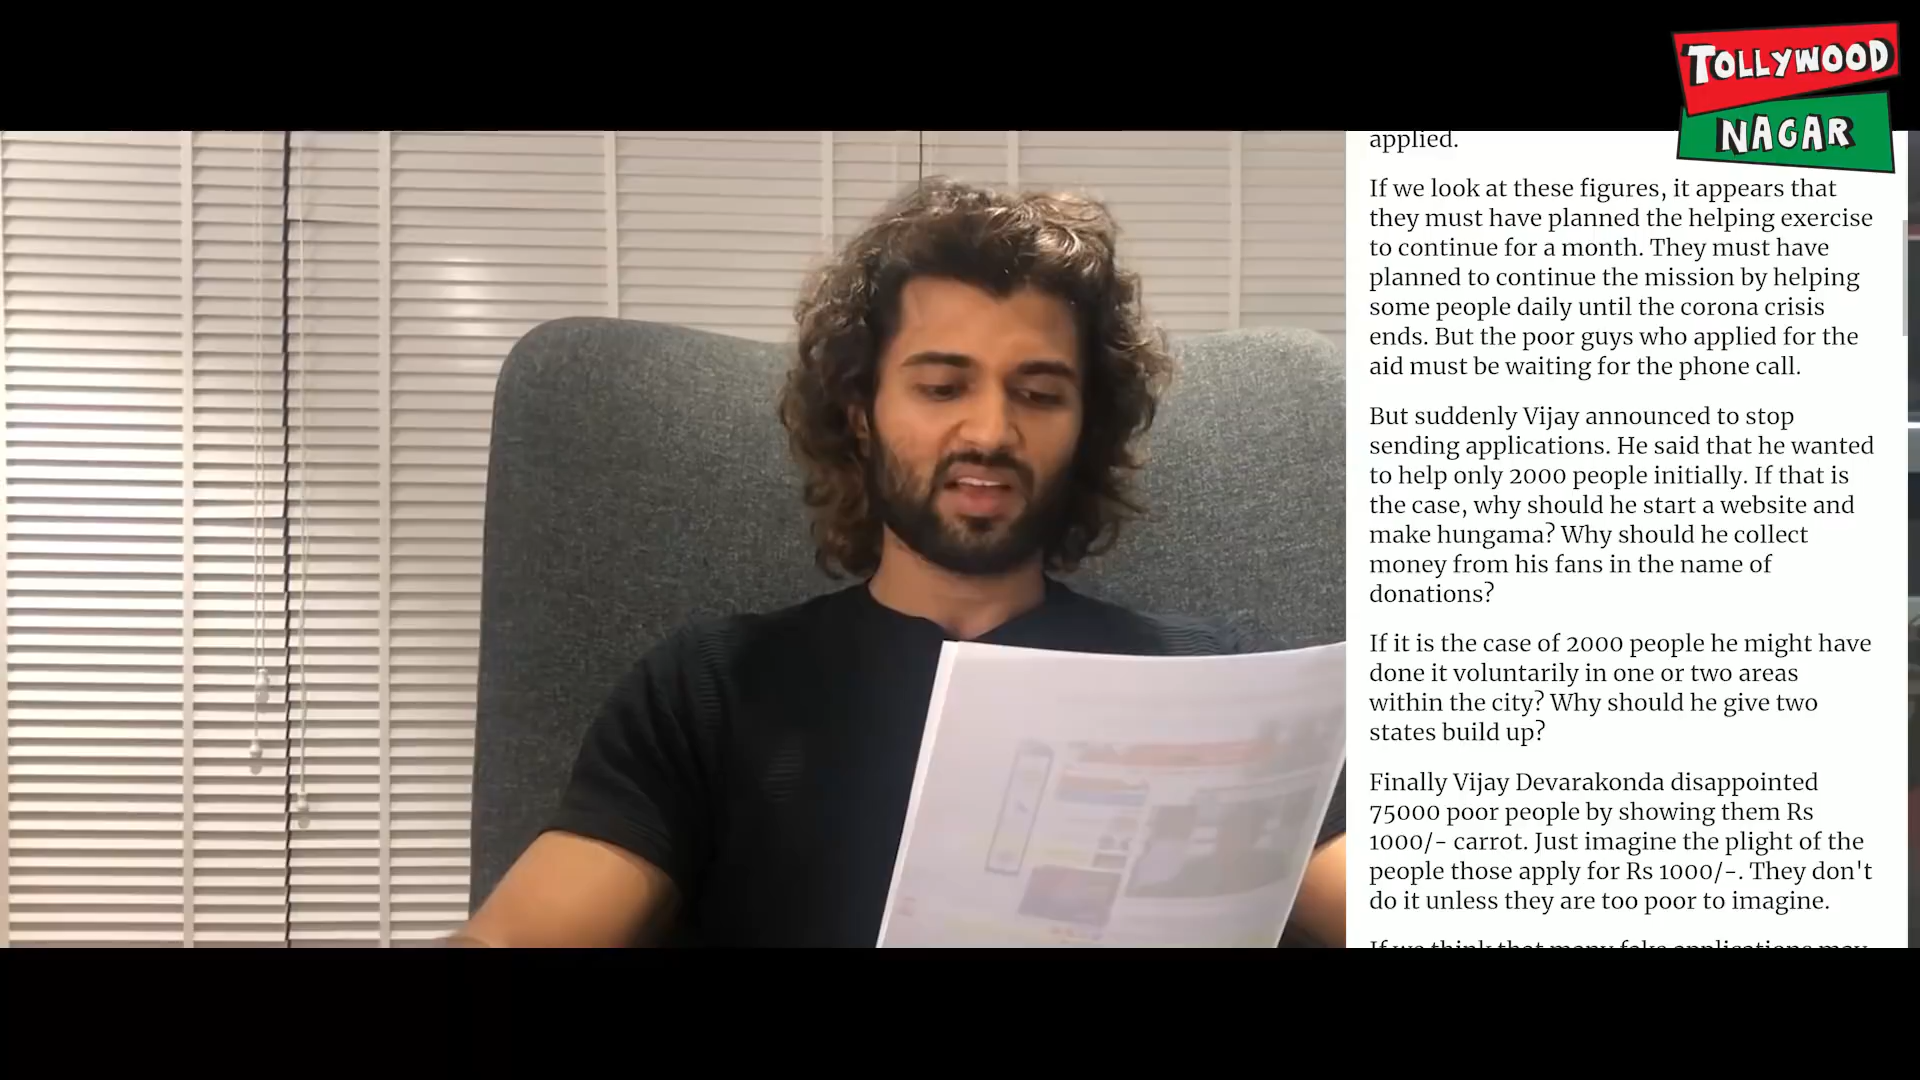 TOLLYWOOD
NAGAR
applied.
If we look at these figures, it appears that
they must have planned the helping exercise
to continue for a month. They must have
planned to continue the mission by helping
some people daily until the corona crisis
ends. But the poor guys who applied for the
aid must be waiting for the phone call.
But suddenly Vijay announced to stop
sending applications. He said that he wanted
to help only 2000 people initially. If that is
the case, why should he start a website and
make hungama? Why should he collect
money from his fans in the name of
donations?
If it is the case of 2000 people he might have
done it voluntarily in one or two areas
within the city? Why should he give two
states build up?
Finally Vijay Devarakonda disappointed
75000 poor people by showing them Rs
1000/- carrot. Just imagine the plight of the
people those apply for Rs 1000/-. They don't
do it unless they are too poor to imagine.
If we think that many fake applications may